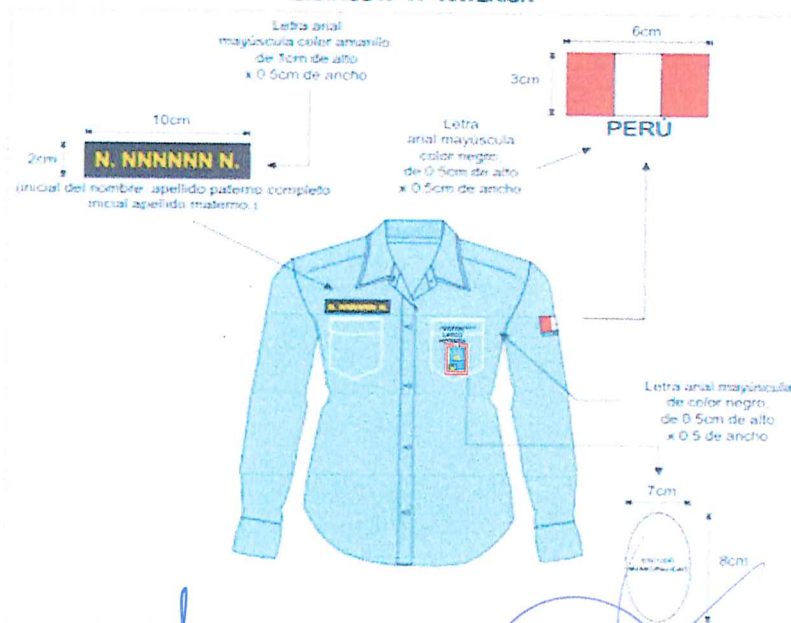 Letra arial
mayúscula color amarillo
de 1cm de alto
x 0.5cm de ancho
6cm
3cm
PERÚ
10cm
2cm
N. NNNNNN N.
(inicial del nombre, apellido paterno completo
inicial apellido materno.)
Letra
arial mayúscula
color negro
de 0.5cm de alto
x 0.5cm de ancho
N. NNNNNN N.
Letra arial mayúscula
de color negro
de 0.5cm de alto
x 0.5 de ancho
7cm
8cm